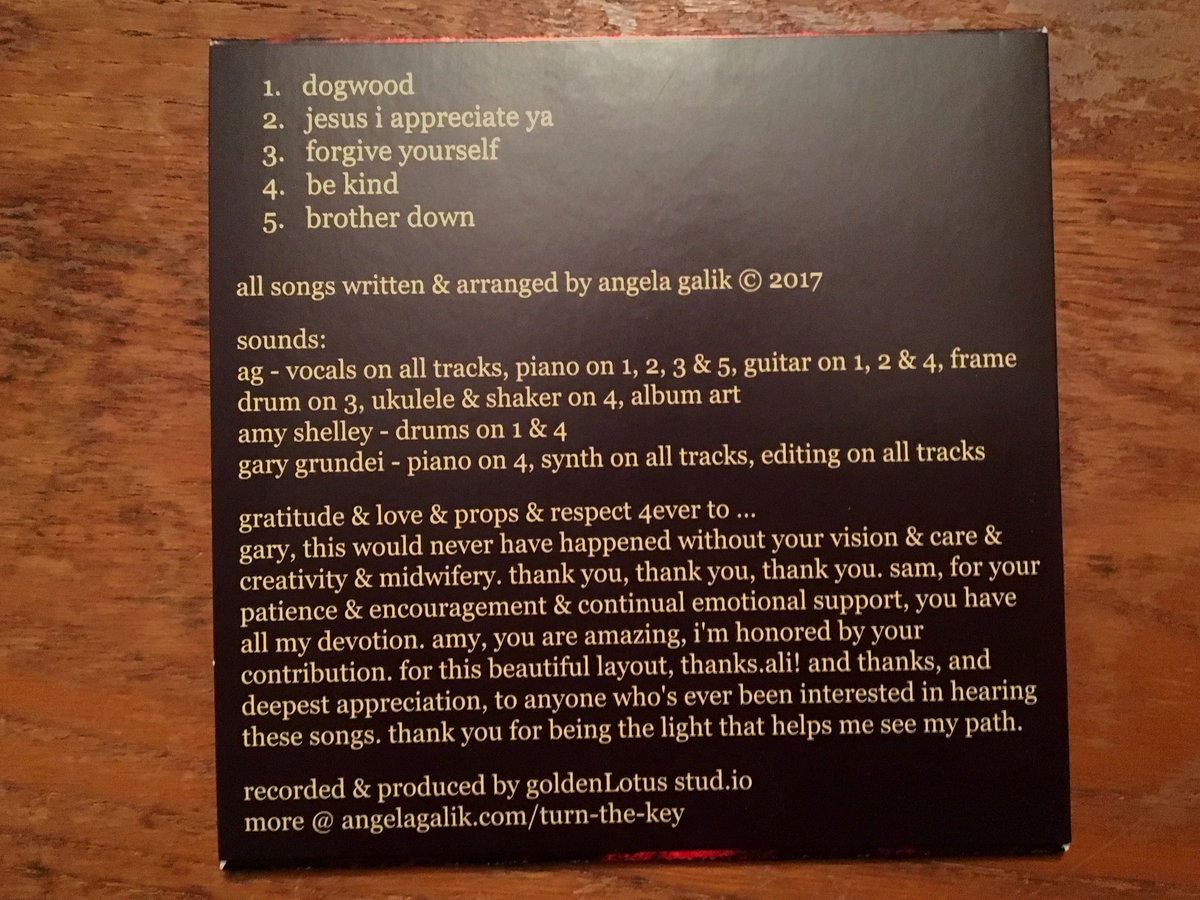 1. dogwood
2. jesus i appreciate ya
3. forgive yourself
4. be kind
5. brother down
all songs written & arranged by angela galik © 2017
sounds:
ag - vocals on all tracks, piano on 1, 2, 3 & 5, guitar on 1, 2 & 4, frame
drum on 3, ukulele & shaker on 4, album art
amy shelley - drums on 1 & 4
gary grundei - piano on 4, synth on all tracks, editing on all tracks
gratitude & love & props & respect 4ever to ...
gary, this would never have happened without your vision & care &
creativity & midwifery. thank you, thank you, thank you. sam, for your
patience & encouragement & continual emotional support, you have
all my devotion. amy, you are amazing, i'm honored by your
contribution. for this beautiful layout, thanks.ali! and thanks, and
deepest appreciation, to anyone who's ever been interested in hearing
these songs. thank you for being the light that helps me see my path.
recorded & produced by goldenLotus stud.io
more @ angelagalik.com/turn-the-key